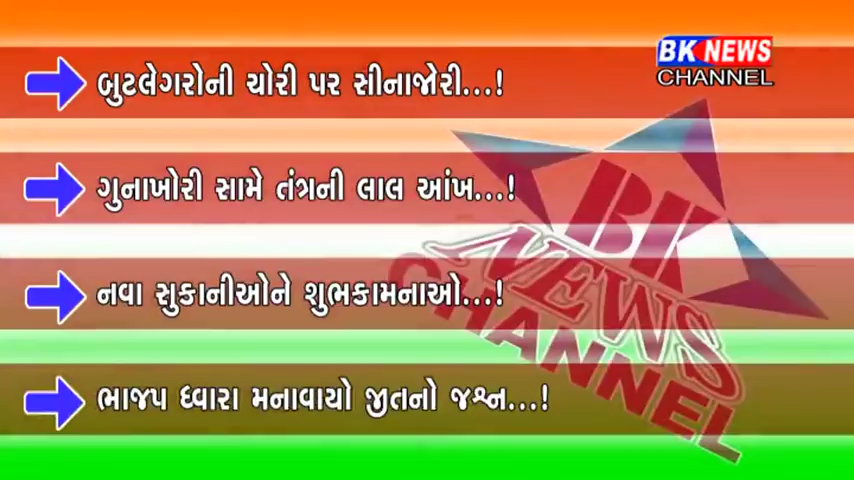 BK NEWS
CHANNEL
બુટલેગરોની ચોરી પર સીનાજોરી...!
ગુનાખોરી સામે તંત્રની લાલ આંખ...!
નવા સુકાનીઓને શુભકામનાઓ...!
ભાજપ ધ્વારા મનાવાયો જીતનો જશ્ન...!
BK
NEWS
CHANNEL